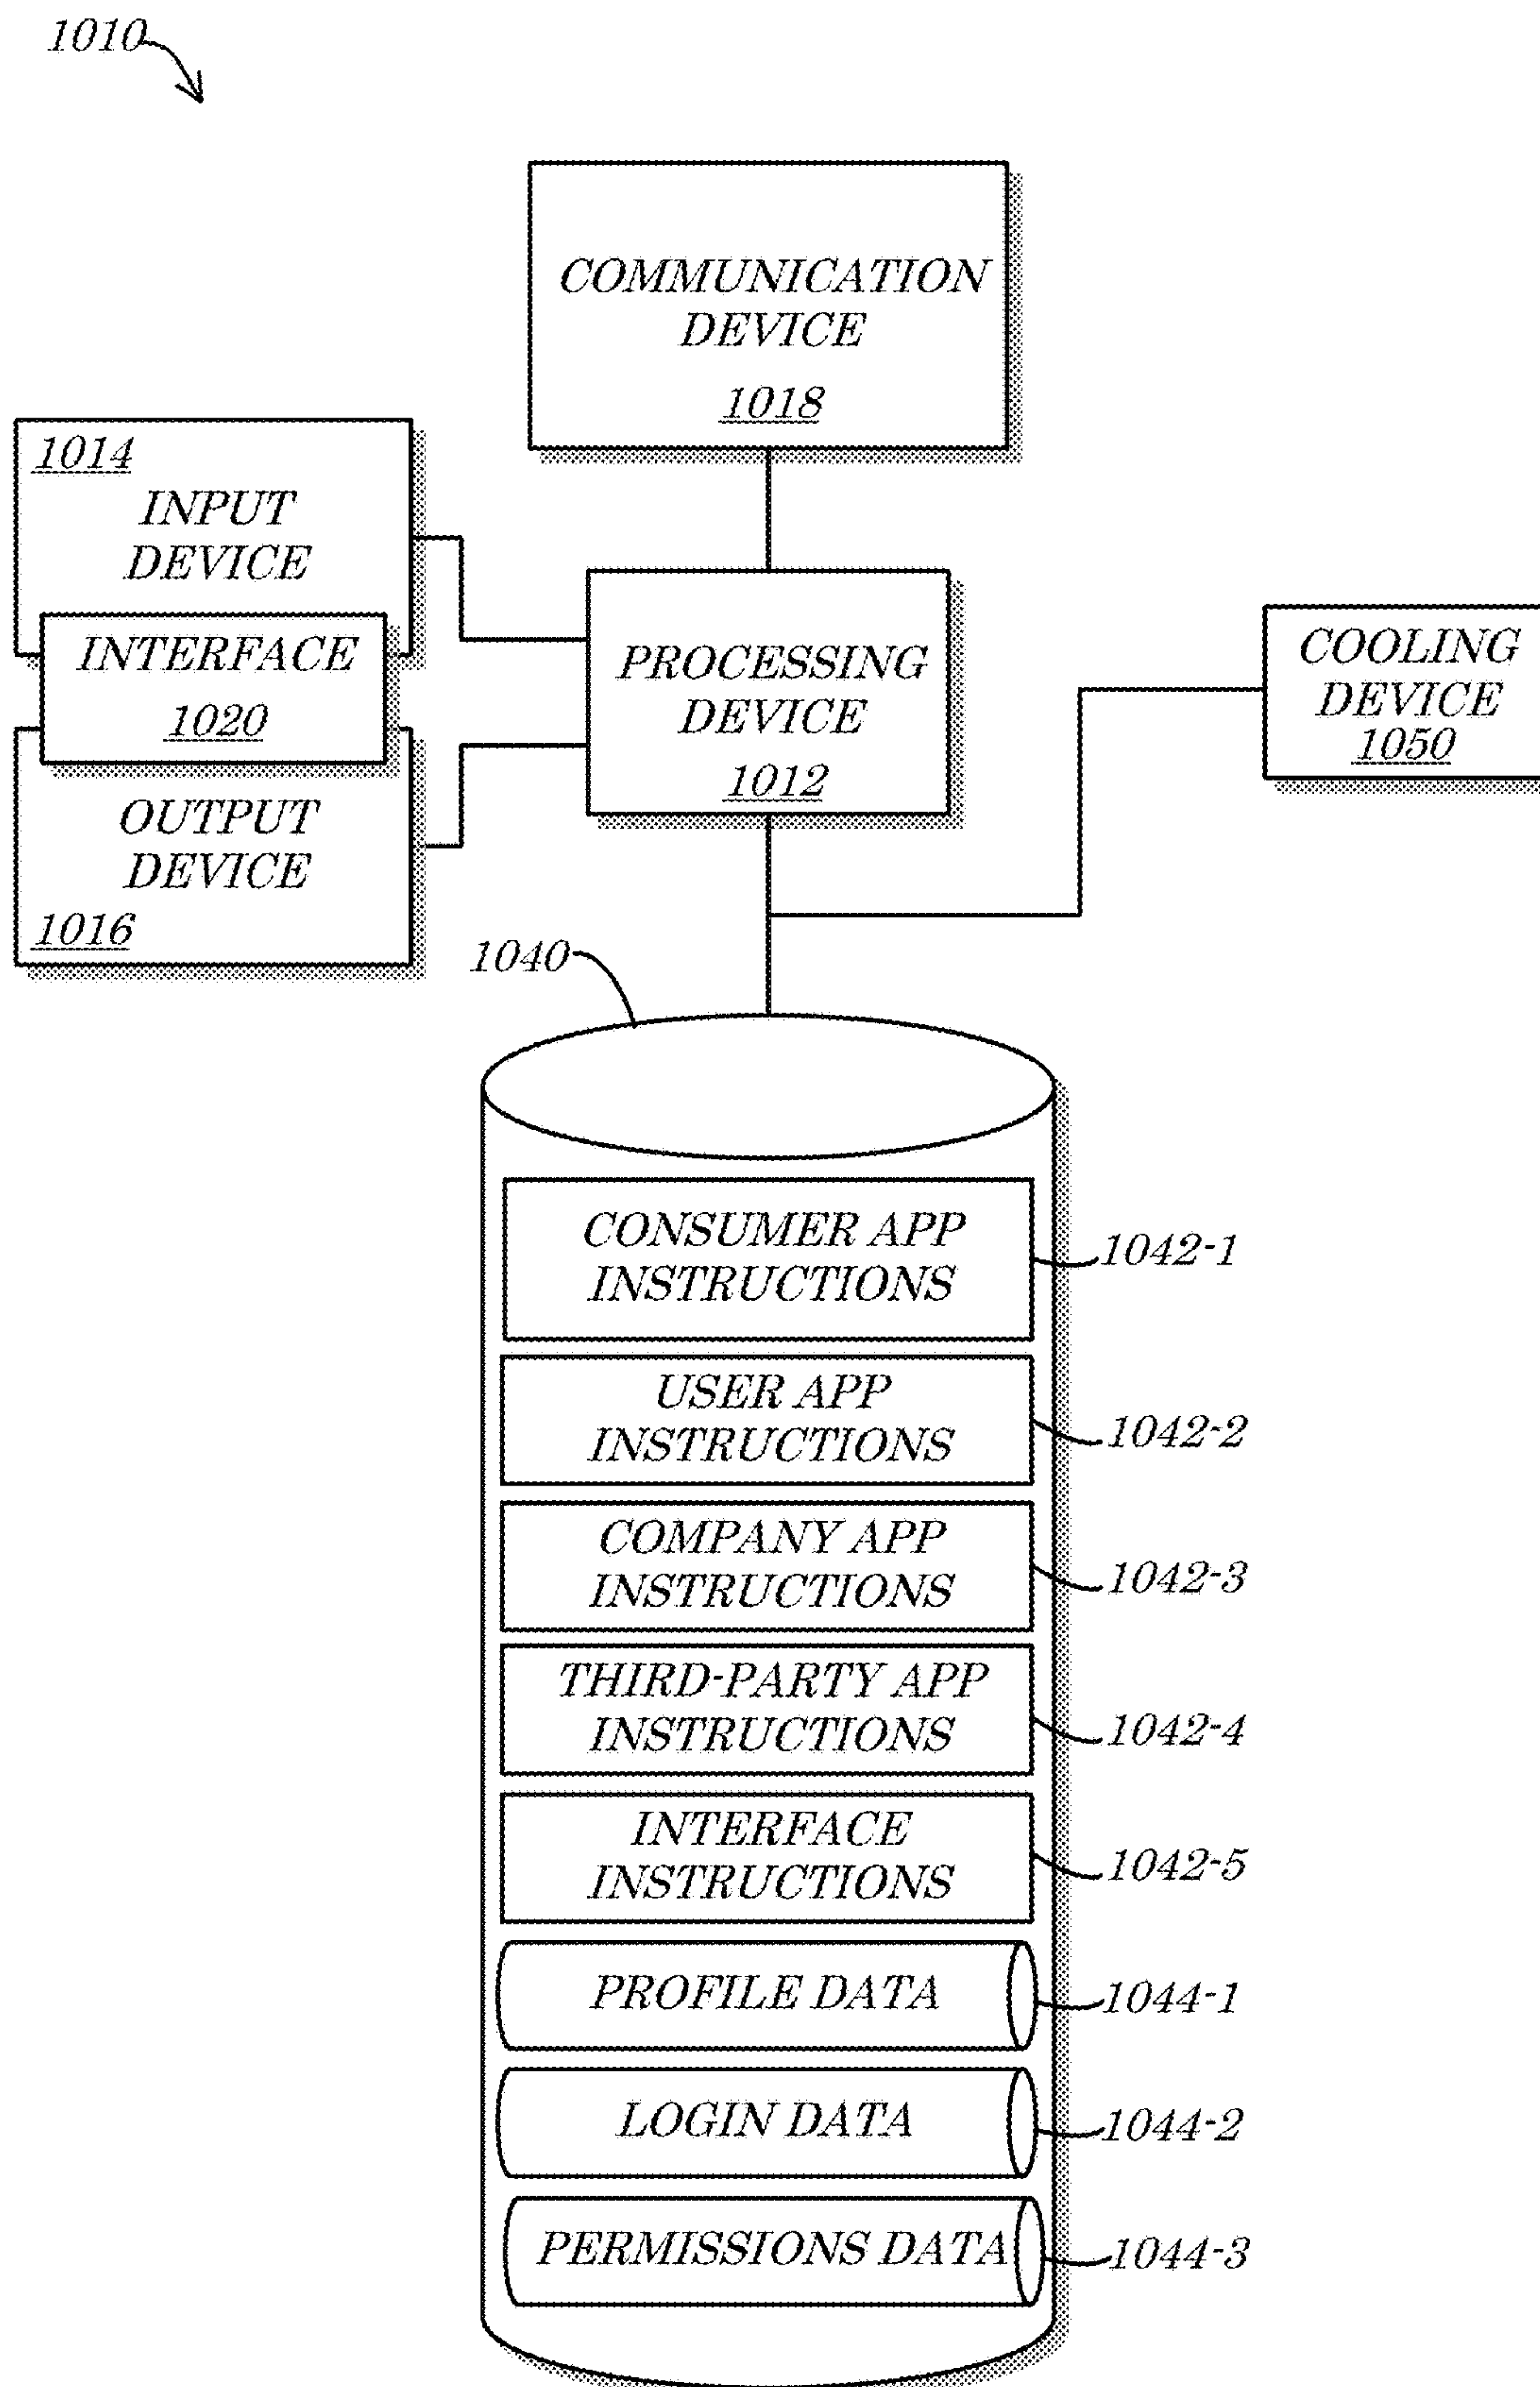 1010
COMMUNICATION
DEVICE
1018
1014
INPUT
DEVICE
INTERFACE
1020
OUTPUT
DEVICE
1016
PROCESSING
DEVICE
1012
COOLING
DEVICE
1050
1040
CONSUMER APP
INSTRUCTIONS
1042-1
USER APP
INSTRUCTIONS
1042-2
COMPANY APP
INSTRUCTIONS
1042-3
THIRD-PARTY APP
INSTRUCTIONS
1042-4
INTERFACE
INSTRUCTIONS
1042-5
PROFILE DATA
1044-1
LOGIN DATA
1044-2
PERMISSIONS DATA
1044-3